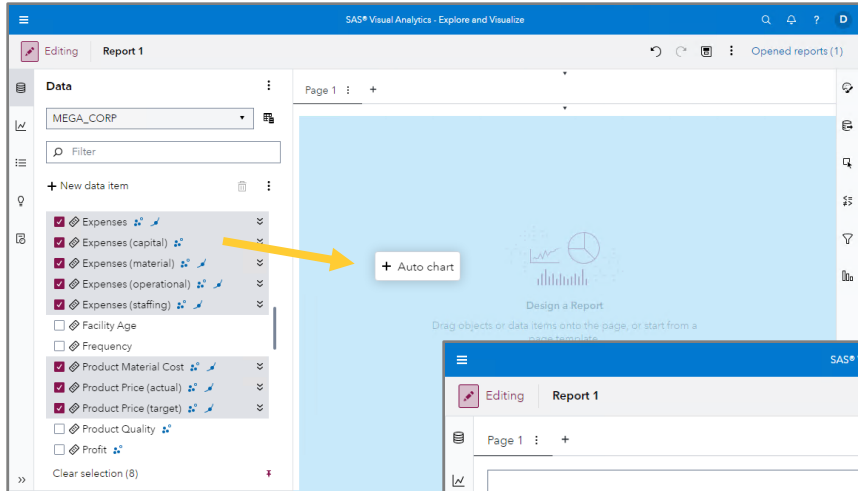 SAS® Visual Analytics - Explore and Visualize
?
D
Editing
Report 1
Opened reports (1)
Data
Page 1
+
MEGA_CORP
Filter
+ New data item
Expenses
Expenses (capital)
Expenses (material)
Expenses (operational)
Expenses (staffing)
Facility Age
Frequency
Product Material Cost
Product Price (actual)
Product Price (target)
Product Quality
Profit
Clear selection (8)
+ Auto chart
Design a Report
Drag objects or data items onto the page, or start from a
page template.
SAS®
Editing
Report 1
Page 1
+